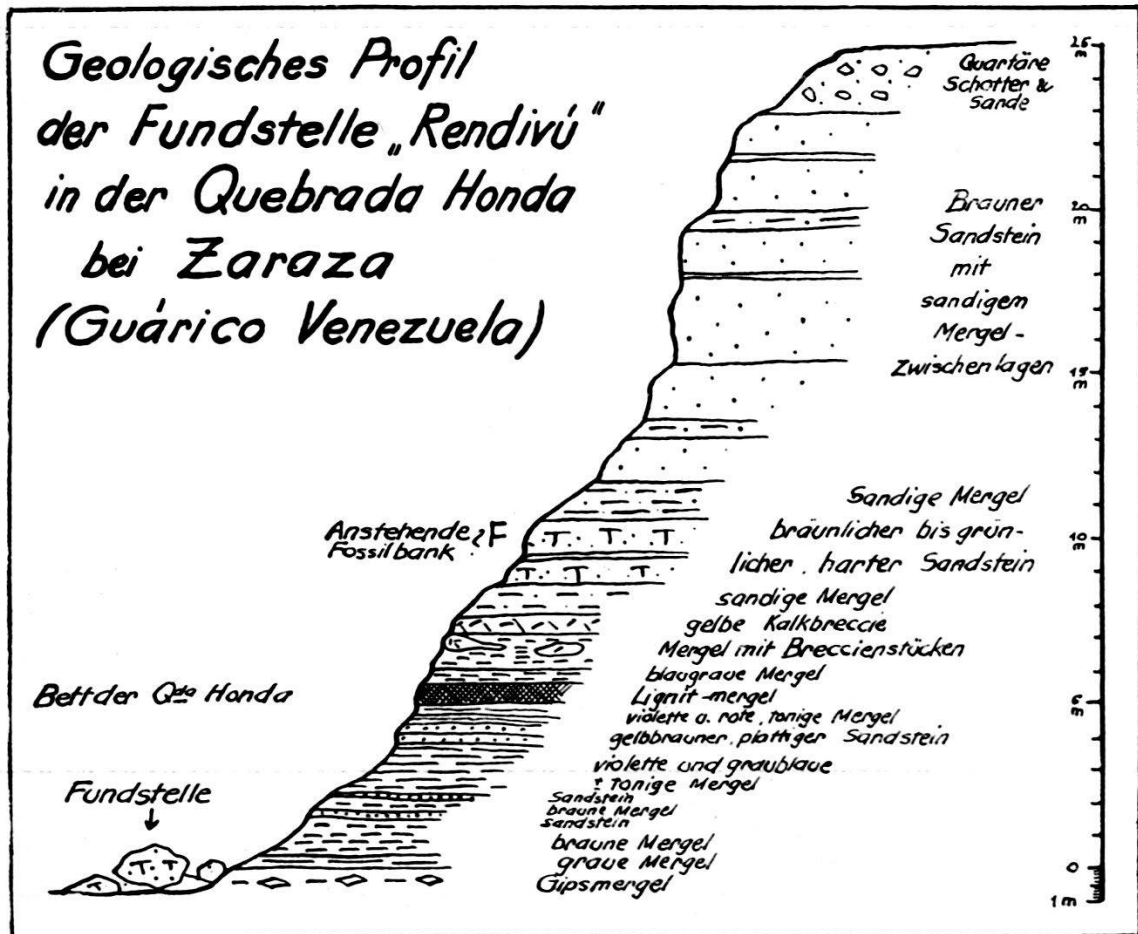 Geologisches Profil
der Fundstelle „Rendivú"
in der Quebrada Honda
bei Zaraza
(Guárico Venezuela)
25
m
Quartäre
Schotter &
Sande
20
m
Brauner
Sandstein
mit
sandigem
Mergel-
Zwischenlagen
15
m
Sandige Mergel
Anstehende
Fossilbank
F
bräunlicher bis grün-
licher, harter Sandstein
10
m
sandige Mergel
gelbe Kalkbreccie
Mergel mit Breccienstücken
blaugraue Mergel
Bett der Qda Honda
Lignit-mergel
5
m
violette u. rote, tonige Mergel
gelbbrauner, plattiger Sandstein
violette und graublaue
tonige Mergel
Sandstein
braune Mergel
sandstein
Fundstelle
braune Mergel
graue Mergel
Gipsmergel
0
1 m